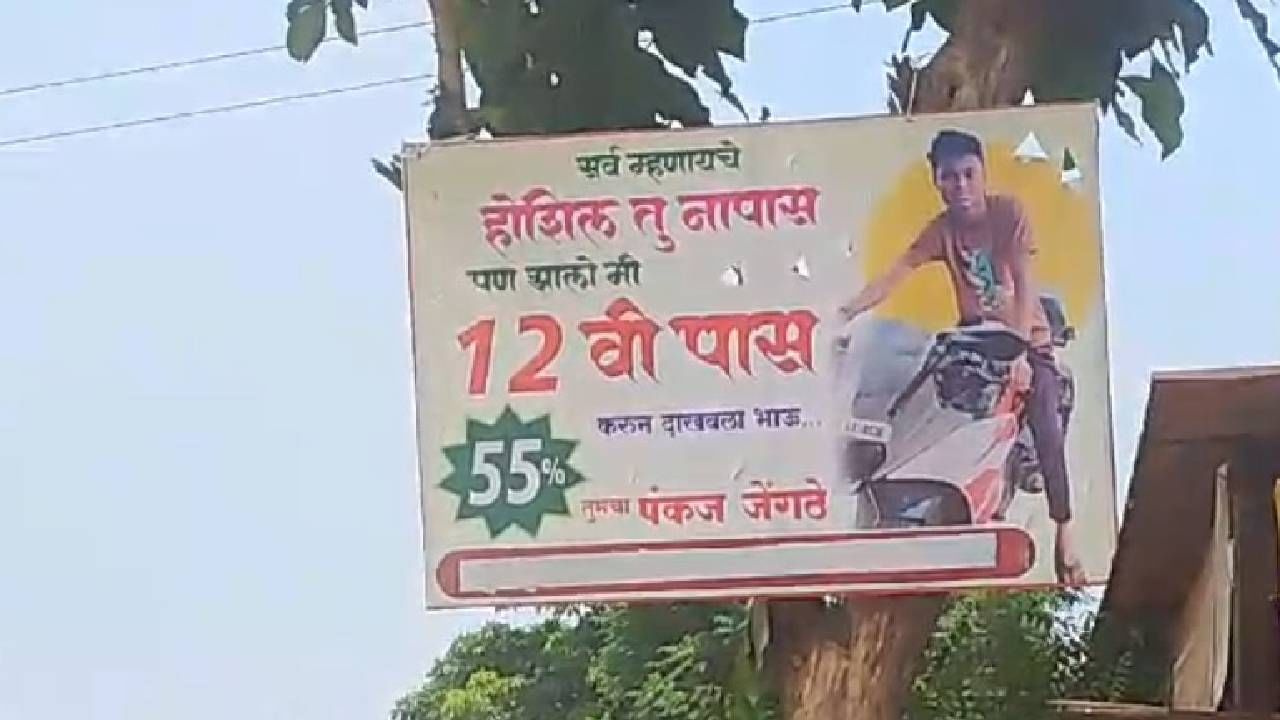 सर्व म्हणायचे
होशिल तु नापास
पण झालो मी
12 वी पास
करुन दाखवला भाऊ...
55%
तुमचा पंकज जेंगठे